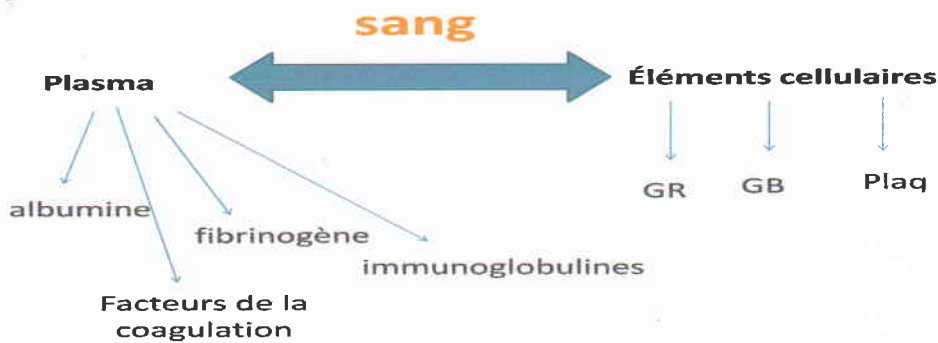 sang
Plasma
Éléments cellulaires
albumine
fibrinogène
immunoglobulines
Facteurs de la
coagulation
GR
GB
Plaq